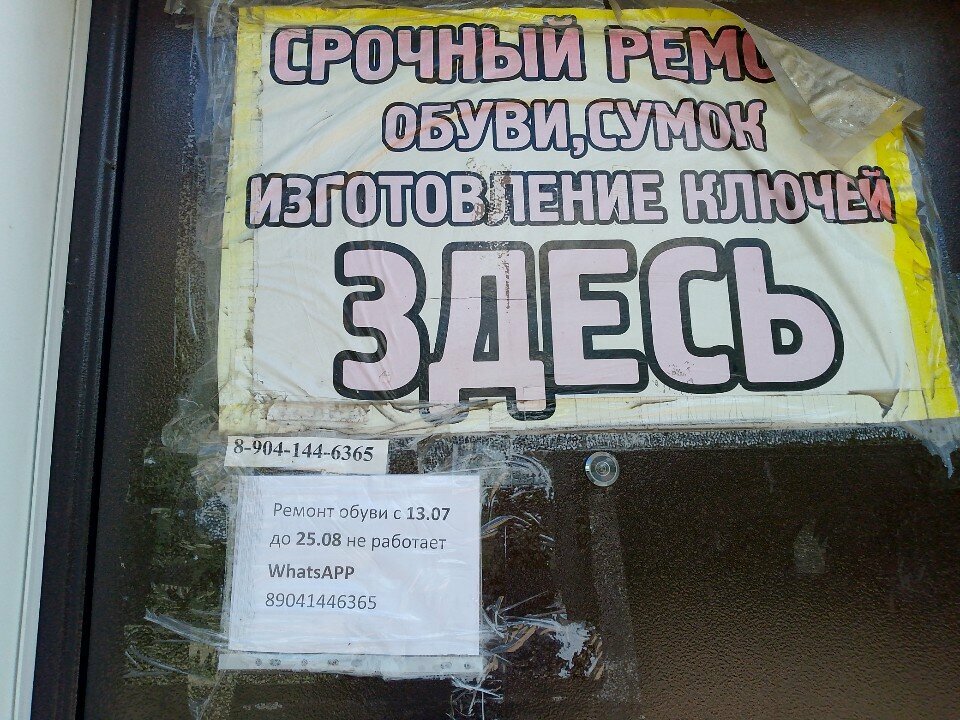 СРОЧНЫЙ РЕМО
ОБУВИ,СУМОК
ИЗГОТОВЛЕНИЕ КЛЮЧЕЙ
ЗДЕСЬ
8-904-144-6365
Ремонт обуви с 13.07
до 25.08 не работает
WhatsAPP
89041446365